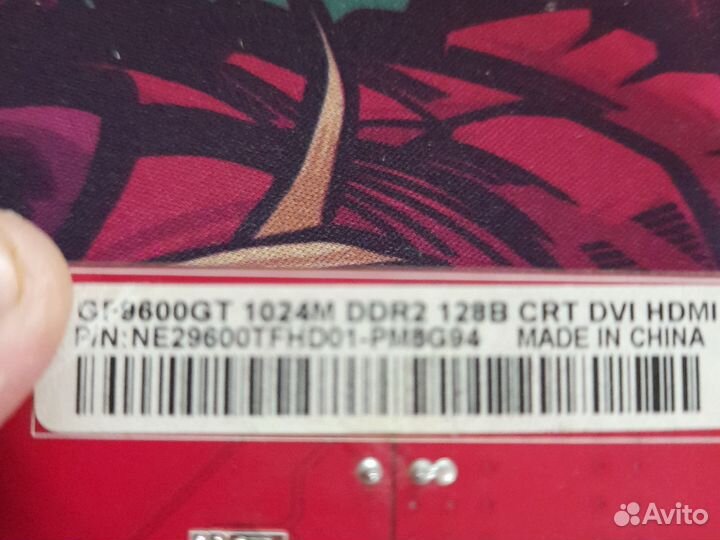 GF9600GT 1024M DDR2 128B CRT DVI HDMI
P/N:NE29600TFHD01-PM8G94 MADE IN CHINA
Avito